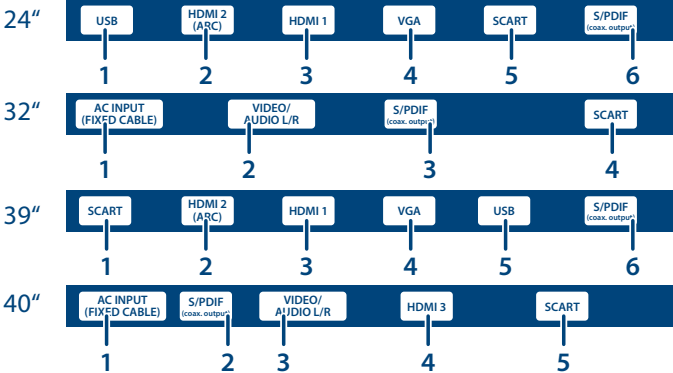 24“
USB
HDMI 2
(ARC)
HDMI 1
VGA
SCART
S/PDIF
(coax. output)
1 2 3 4 5 6
32“
AC INPUT
(FIXED CABLE)
VIDEO/
AUDIO L/R
S/PDIF
(coax. output)
SCART
1 2 3 4
39“
SCART
HDMI 2
(ARC)
HDMI 1
VGA
USB
S/PDIF
(coax. output)
1 2 3 4 5 6
40“
AC INPUT
(FIXED CABLE)
S/PDIF
(coax. output)
VIDEO/
AUDIO L/R
HDMI 3
SCART
1 2 3 4 5